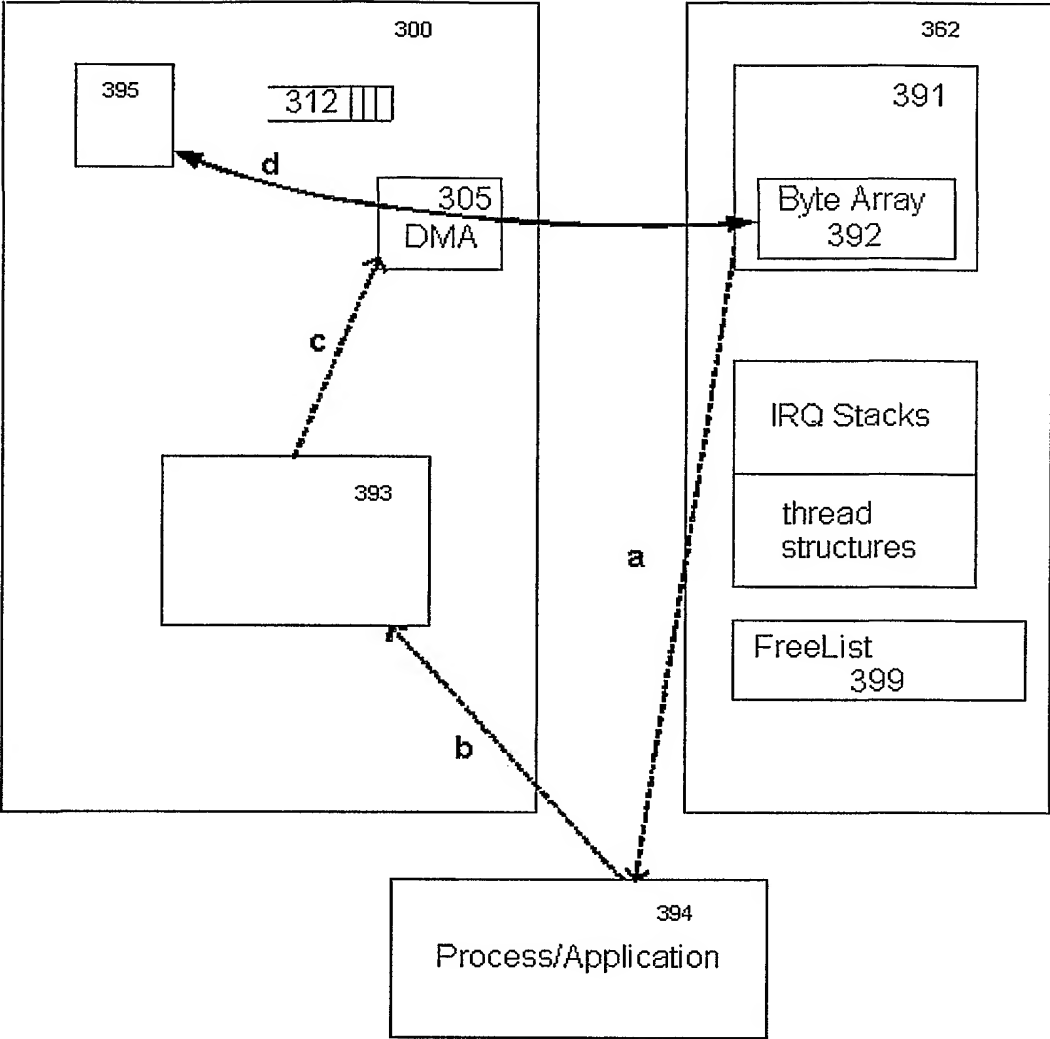 300
362
395
312
391
d
305
DMA
Byte Array
392
c
IRQ Stacks
393
thread
structures
a
FreeList
399
b
394
Process/Application